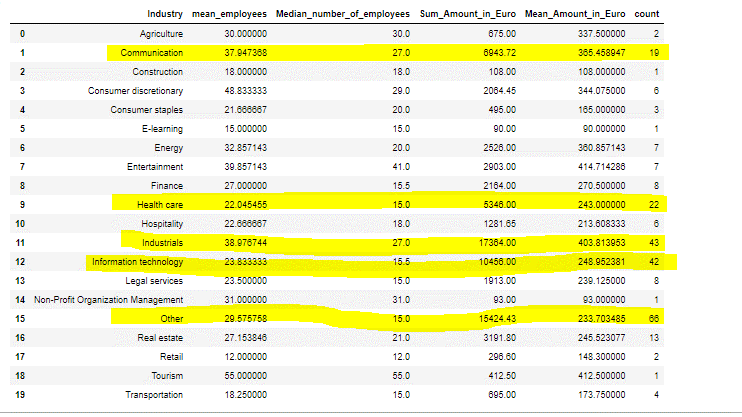 Industry mean_employees Median_number_of_employees Sum_Amount_in_Euro Mean_Amount_in_Euro count
0 Agriculture 30.000000 30.0 675.00 337.500000 2
1 Communication 37.947368 27.0 6943.72 365.458947 19
2 Construction 18.000000 18.0 108.00 108.000000 1
3 Consumer discretionary 48.833333 29.0 2064.45 344.075000 6
4 Consumer staples 21.666667 20.0 495.00 165.000000 3
5 E-learning 15.000000 15.0 90.00 90.000000 1
6 Energy 32.857143 20.0 2526.00 360.857143 7
7 Entertainment 39.857143 41.0 2903.00 414.714286 7
8 Finance 27.000000 15.5 2164.00 270.500000 8
9 Health care 22.045455 15.0 5346.00 243.000000 22
10 Hospitality 22.666667 18.0 1281.65 213.608333 6
11 Industrials 38.976744 27.0 17364.00 403.813953 43
12 Information technology 23.833333 15.5 10456.00 248.952381 42
13 Legal services 23.500000 15.0 1913.00 239.125000 8
14 Non-Profit Organization Management 31.000000 31.0 93.00 93.000000 1
15 Other 29.575758 15.0 15424.43 233.703485 66
16 Real estate 27.153846 21.0 3191.80 245.523077 13
17 Retail 12.000000 12.0 296.60 148.300000 2
18 Tourism 55.000000 55.0 412.50 412.500000 1
19 Transportation 18.250000 15.0 695.00 173.750000 4